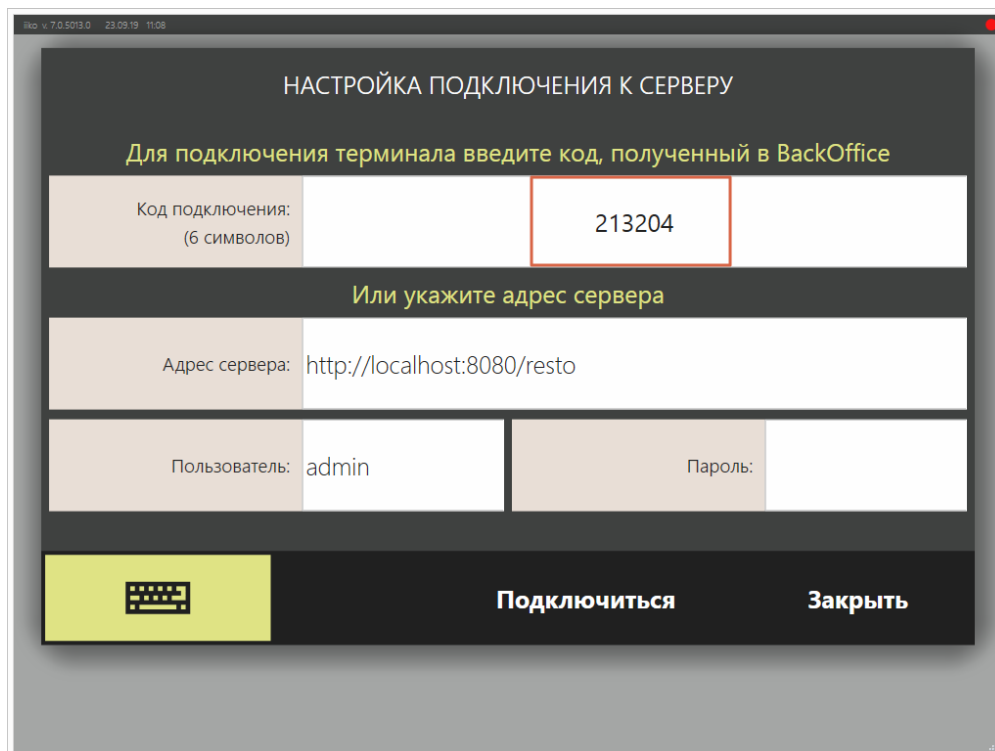 iiko v. 7.0.5013.0 23.09.19 11:08
НАСТРОЙКА ПОДКЛЮЧЕНИЯ К СЕРВЕРУ
Для подключения терминала введите код, полученный в BackOffice
Код подключения:
(6 символов)
213204
Или укажите адрес сервера
Адрес сервера: http://localhost:8080/resto
Пользователь: admin Пароль:
Подключиться Закрыть